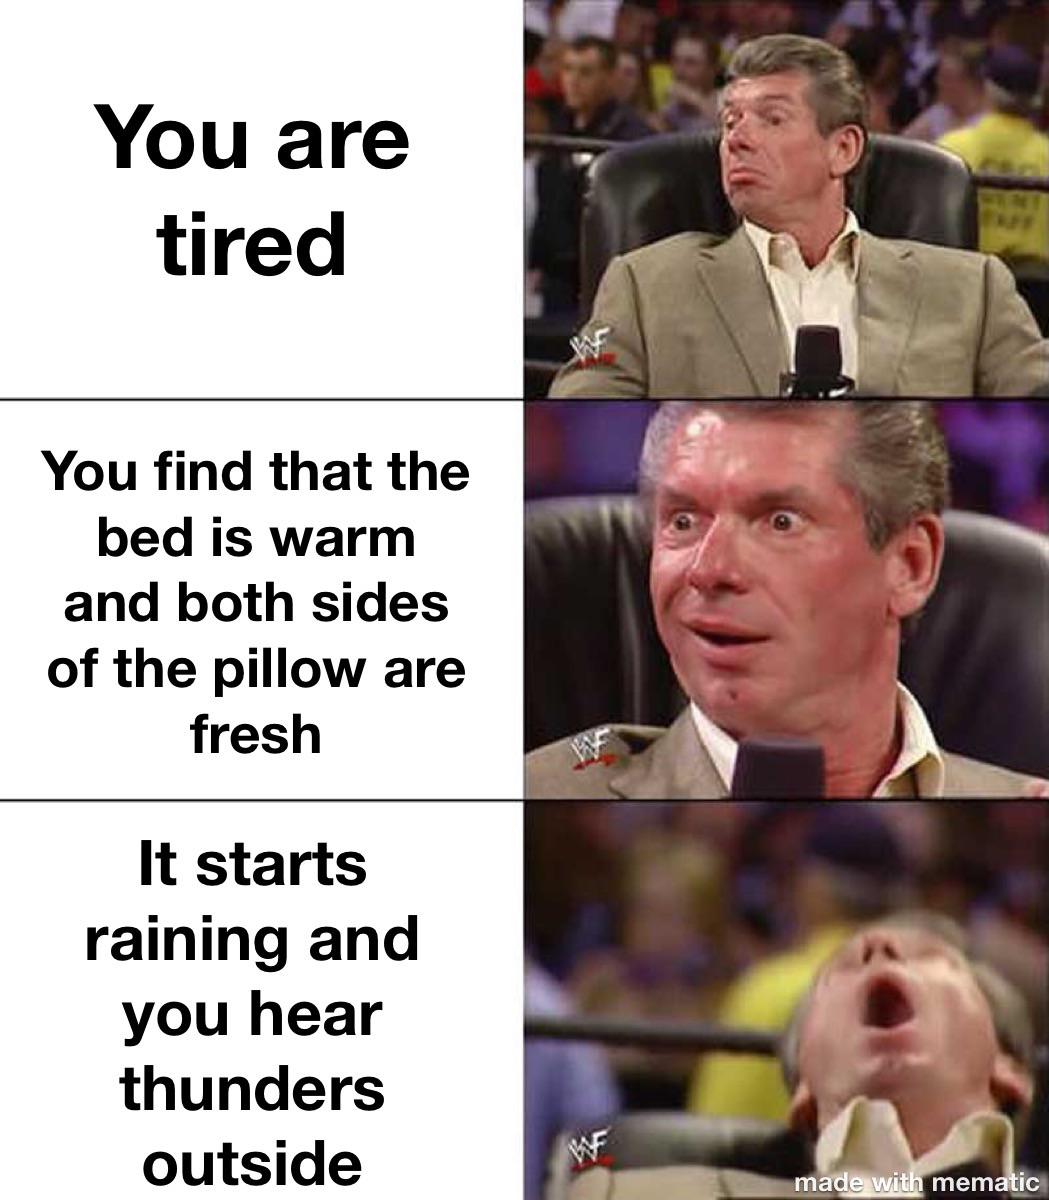 You are
tired
You find that the
bed is warm
and both sides
of the pillow are
fresh
It starts
raining and
you hear
thunders
outside
made with mematic